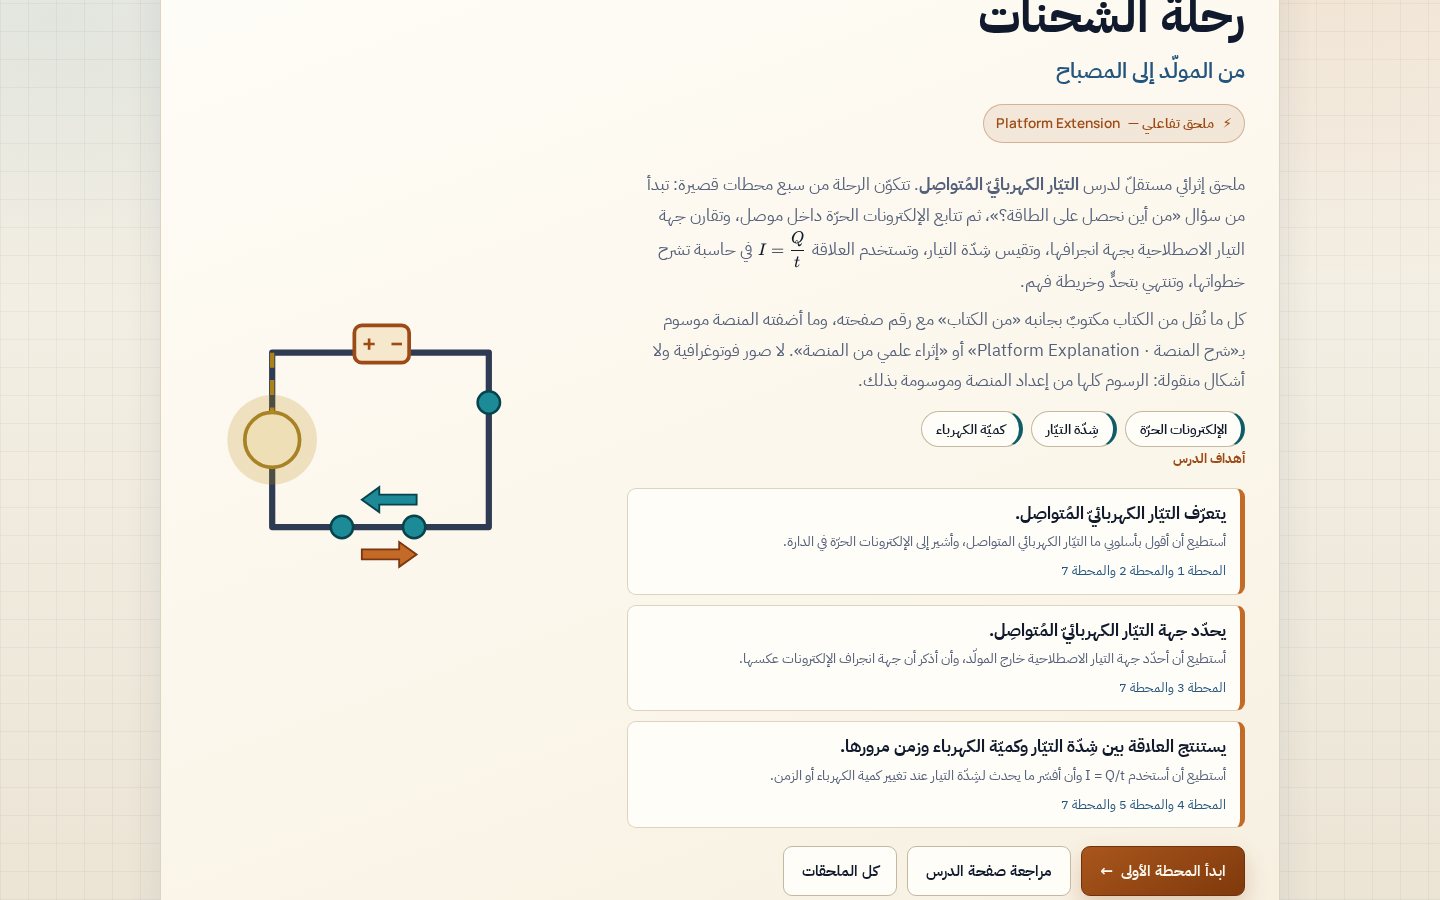 رحلة الشحنات
من المولّد إلى المصباح
⚡ ملحق تفاعلي — Platform Extension
ملحق إثرائي مستقلّ لدرس التيّار الكهربائيّ المُتواصِل. تتكوّن الرحلة من سبع محطات قصيرة: تبدأ
من سؤال «من أين نحصل على الطاقة؟»، ثم تتابع الإلكترونات الحرّة داخل موصل، وتقارن جهة
التيار الاصطلاحية بجهة انجرافها، وتقيس شِدّة التيار، وتستخدم العلاقة I = Q/t في حاسبة تشرح
خطواتها، وتنتهي بتحدٍّ وخريطة فهم.
كل ما نُقل من الكتاب مكتوبٌ بجانبه «من الكتاب» مع رقم صفحته، وما أضفته المنصة موسوم
بـ«شرح المنصة · Platform Explanation» أو «إثراء علمي من المنصة». لا صور فوتوغرافية ولا
أشكال منقولة: الرسوم كلها من إعداد المنصة وموسومة بذلك.
الإلكترونات الحرّة
شِدّة التيّار
كميّة الكهرباء
أهداف الدرس
يتعرّف التيّار الكهربائيّ المُتواصِل.
أستطيع أن أقول بأسلوبي ما التيّار الكهربائي المتواصل، وأشير إلى الإلكترونات الحرّة في الدارة.
المحطة 1 والمحطة 2 والمحطة 7
يحدّد جهة التيّار الكهربائيّ المُتواصِل.
أستطيع أن أحدّد جهة التيار الاصطلاحية خارج المولّد، وأن أذكر أن جهة انجراف الإلكترونات عكسها.
المحطة 3 والمحطة 7
يستنتج العلاقة بين شِدّة التيّار وكميّة الكهرباء وزمن مرورها.
أستطيع أن أستخدم I = Q/t وأن أفسّر ما يحدث لشِدّة التيار عند تغيير كمية الكهرباء أو الزمن.
المحطة 4 والمحطة 5 والمحطة 7
ابدأ المحطة الأولى ←
مراجعة صفحة الدرس
كل الملحقات
+ −